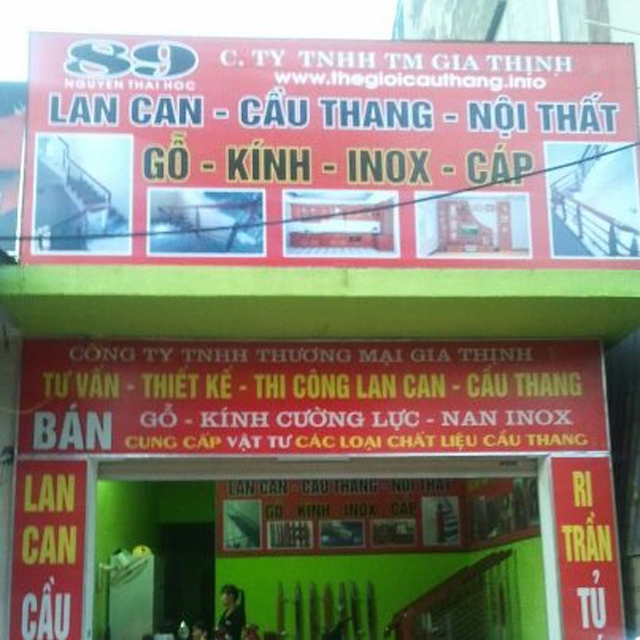 89
NGUYỄN THÁI HỌC
C. TY TNHH TM GIA THỊNH
www.thegioicauthang.info
LAN CAN - CẦU THANG - NỘI THẤT
GỖ - KÍNH - INOX - CÁP
CÔNG TY TNHH THƯƠNG MẠI GIA THỊNH
TƯ VẤN - THIẾT KẾ - THI CÔNG LAN CAN - CẦU THANG
BÁN GỖ - KÍNH CƯỜNG LỰC - NAN INOX
CUNG CẤP VẬT TƯ CÁC LOẠI CHẤT LIỆU CẦU THANG
LAN
CAN
CẦU
LAN CAN - CẦU THANG - NỘI THẤT
GỖ - KÍNH - INOX - CÁP
RI
TRẦN
TỦ